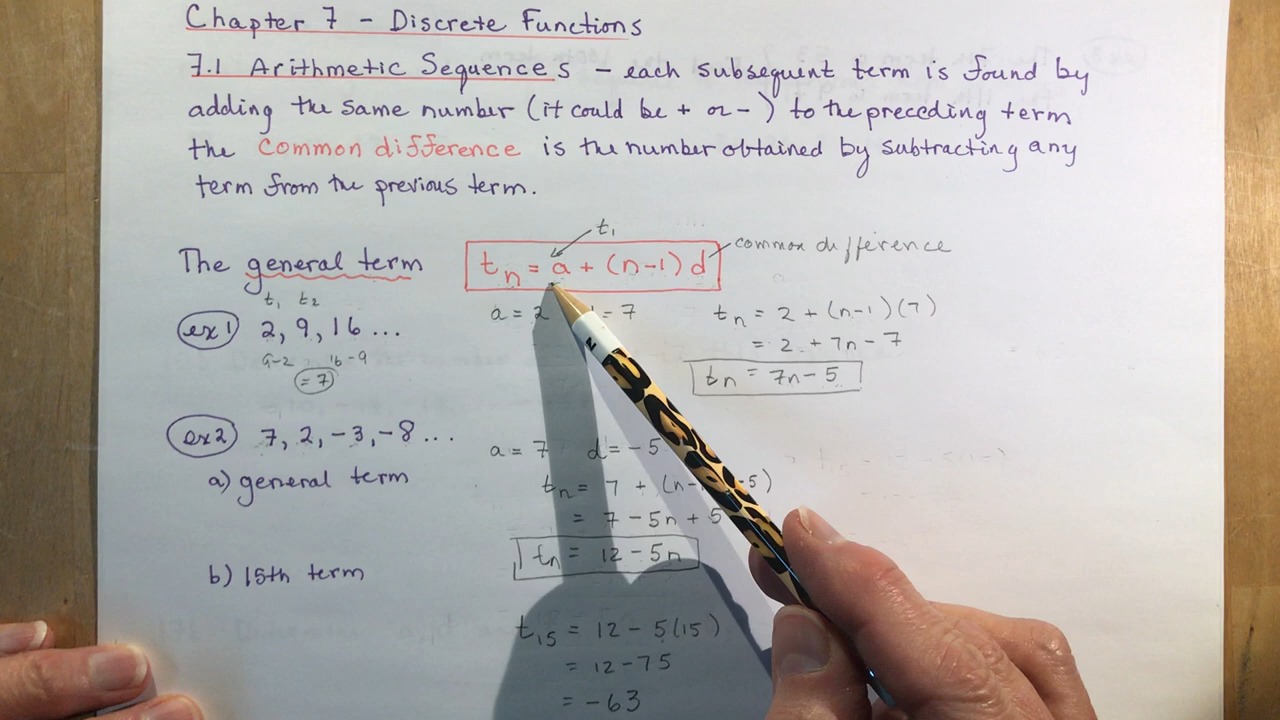 Chapter 7 - Discrete Functions
7.1 Arithmetic Sequences - each subsequent term is found by
adding the same number (it could be + or -) to the preceding term
the common difference is the number obtained by subtracting any
term from the previous term.
t₁
The general term tₙ = a + (n-1) d common difference
t₁ t₂
ex1 2, 9, 16 ... a = 2 = 7 tₙ = 2 + (n-1)(7)
9-2 16-9 = 2 + 7n - 7
= 7 tₙ = 7n - 5
ex2 7, 2, -3, -8 ... a = 7 d = -5
a) general term tₙ = 7 + (n- -5)
= 7 - 5n + 5
tₙ = 12 - 5n
b) 15th term
t₁₅ = 12 - 5(15)
= 12 - 75
= -63